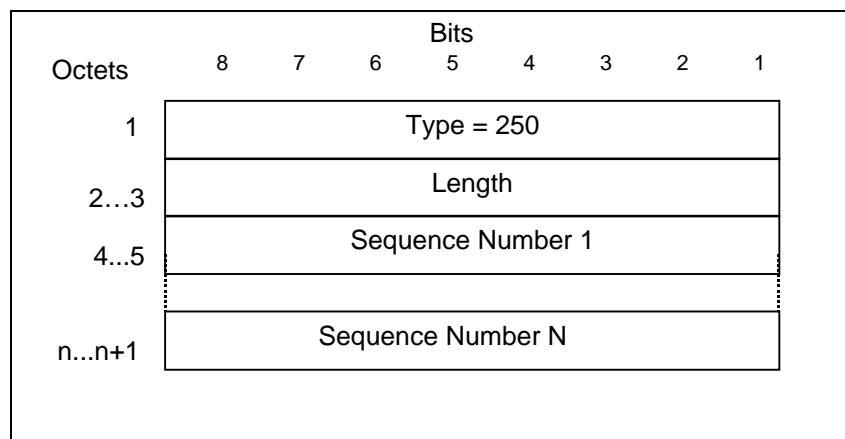 Bits
Octets 8 7 6 5 4 3 2 1
1 Type = 250
2…3 Length
4...5 Sequence Number 1
n...n+1 Sequence Number N